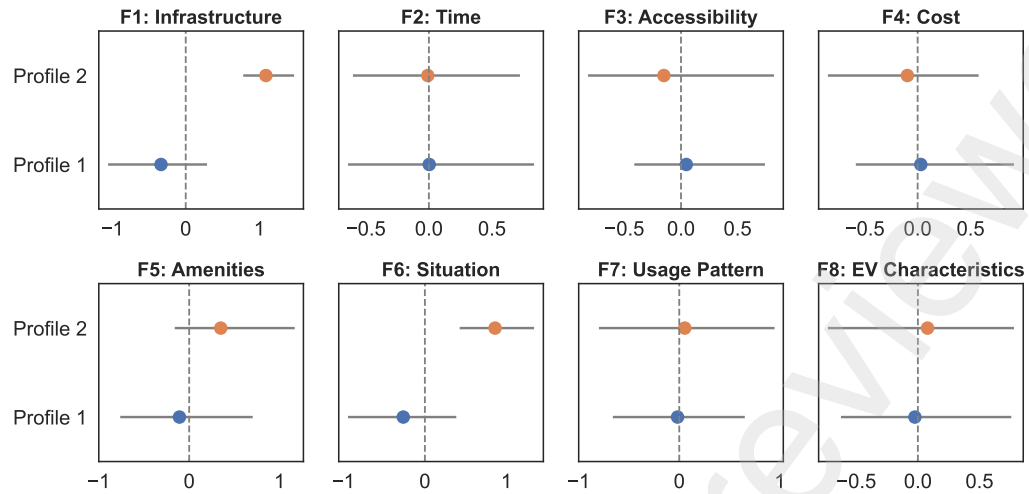 F1: Infrastructure F2: Time F3: Accessibility F4: Cost
Profile 2
Profile 1
−1 0 1 −0.5 0.0 0.5 −0.5 0.0 0.5 −0.5 0.0 0.5
F5: Amenities F6: Situation F7: Usage Pattern F8: EV Characteristics
Profile 2
Profile 1
−1 0 1 −1 0 1 −1 0 1 −0.5 0.0 0.5